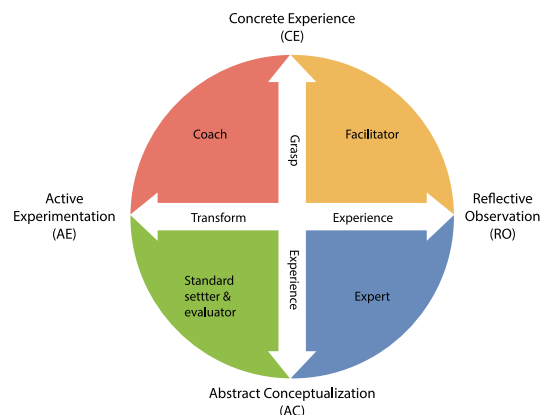 Concrete Experience
(CE)
Coach
Grasp
Facilitator
Active
Experimentation
(AE)
Transform
Experience
Reflective
Observation
(RO)
Experience
Standard
settter &
evaluator
Expert
Abstract Conceptualization
(AC)